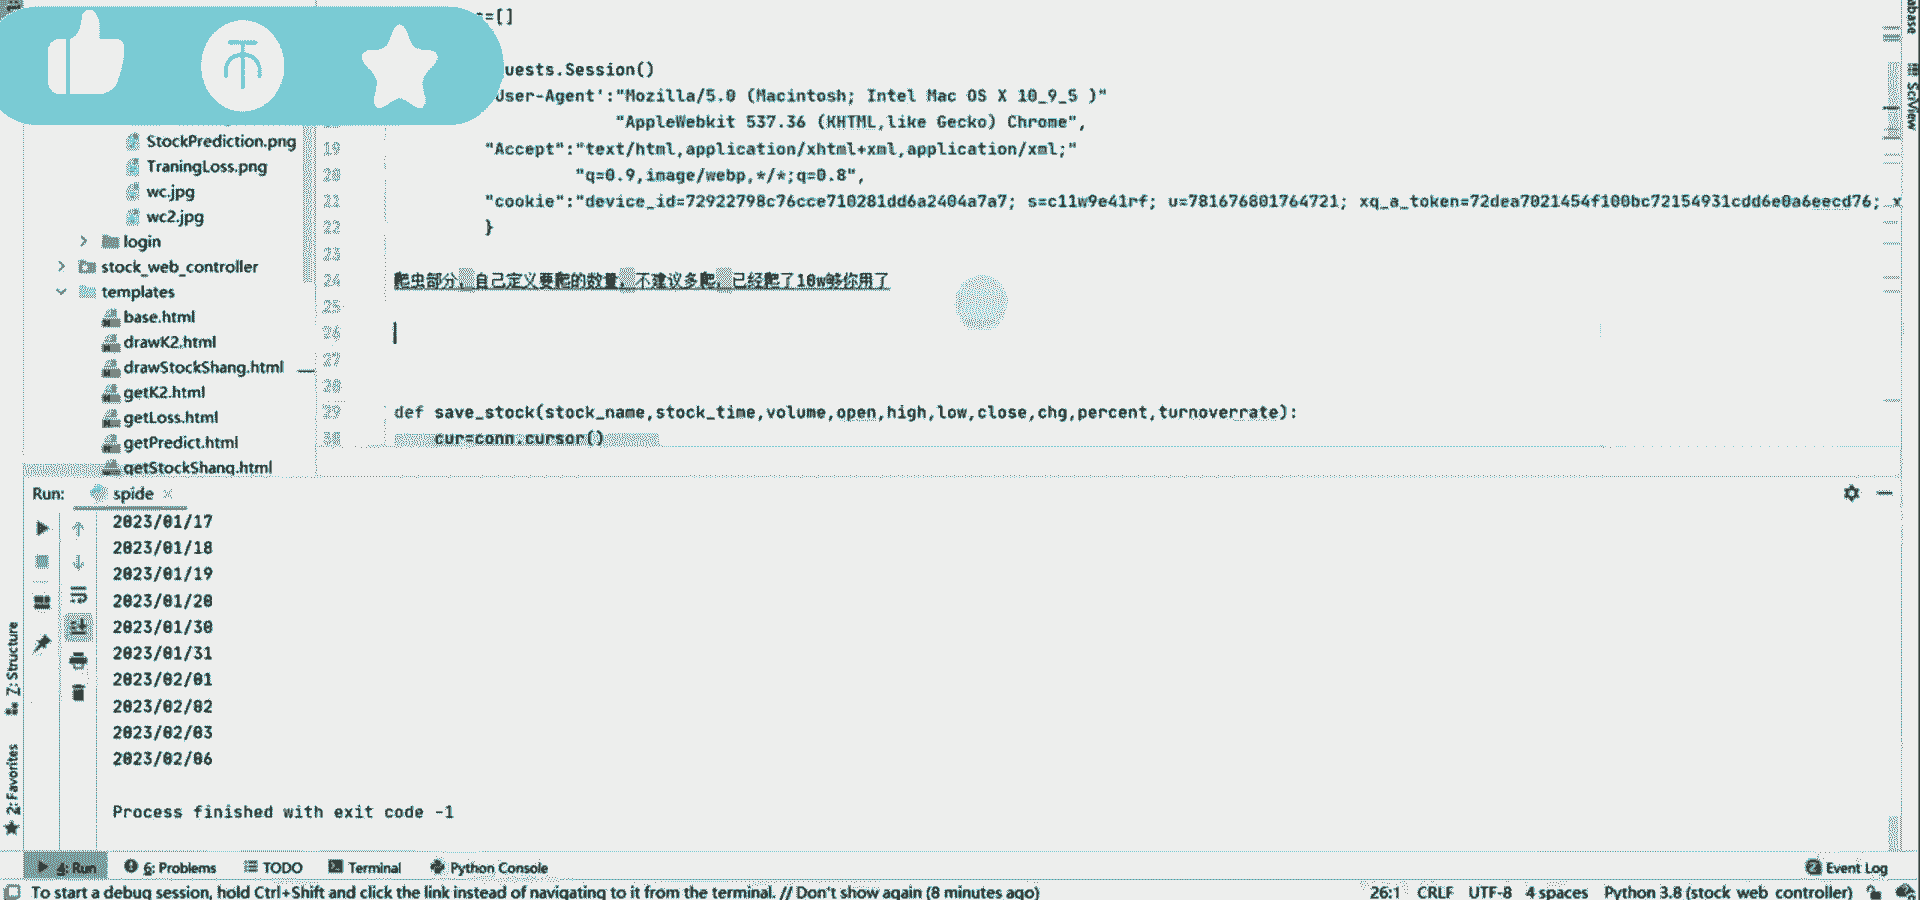 =[]
uests.Session()
User-Agent':"Mozilla/5.0 (Macintosh; Intel Mac OS X 10_9_5 )"
"AppleWebkit 537.36 (KHTML,like Gecko) Chrome",
19 "Accept":"text/html,application/xhtml+xml,application/xml;"
20 "q=0.9,image/webp,*/*;q=0.8",
21 "cookie":"device_id=72922798c76cce710281dd6a2404a7a7; s=c11w9e41rf; u=781676801764721; xq_a_token=72dea7021454f100bc72154931cdd6e0a6eecd76; x
22 }
23
24 爬虫部分，自己定义要爬的数量，不建议多爬，已经爬了10w够你用了
25
26
27
28
29 def save_stock(stock_name,stock_time,volume,open,high,low,close,chg,percent,turnoverrate):
30 cur=conn.cursor()
StockPrediction.png
TraningLoss.png
wc.jpg
wc2.jpg
login
stock_web_controller
templates
base.html
drawK2.html
drawStockShang.html
getK2.html
getLoss.html
getPredict.html
getStockShang.html
abase
SciView
Run: spide ×
2023/01/17
2023/01/18
2023/01/19
2023/01/20
2023/01/30
2023/01/31
2023/02/01
2023/02/02
2023/02/03
2023/02/06
Process finished with exit code -1
Z: Structure
2: Favorites
4: Run 6: Problems TODO Terminal Python Console 2 Event Log
To start a debug session, hold Ctrl+Shift and click the link instead of navigating to it from the terminal. // Don't show again (8 minutes ago) 26:1 CRLF UTF-8 4 spaces Python 3.8 (stock_web_controller)